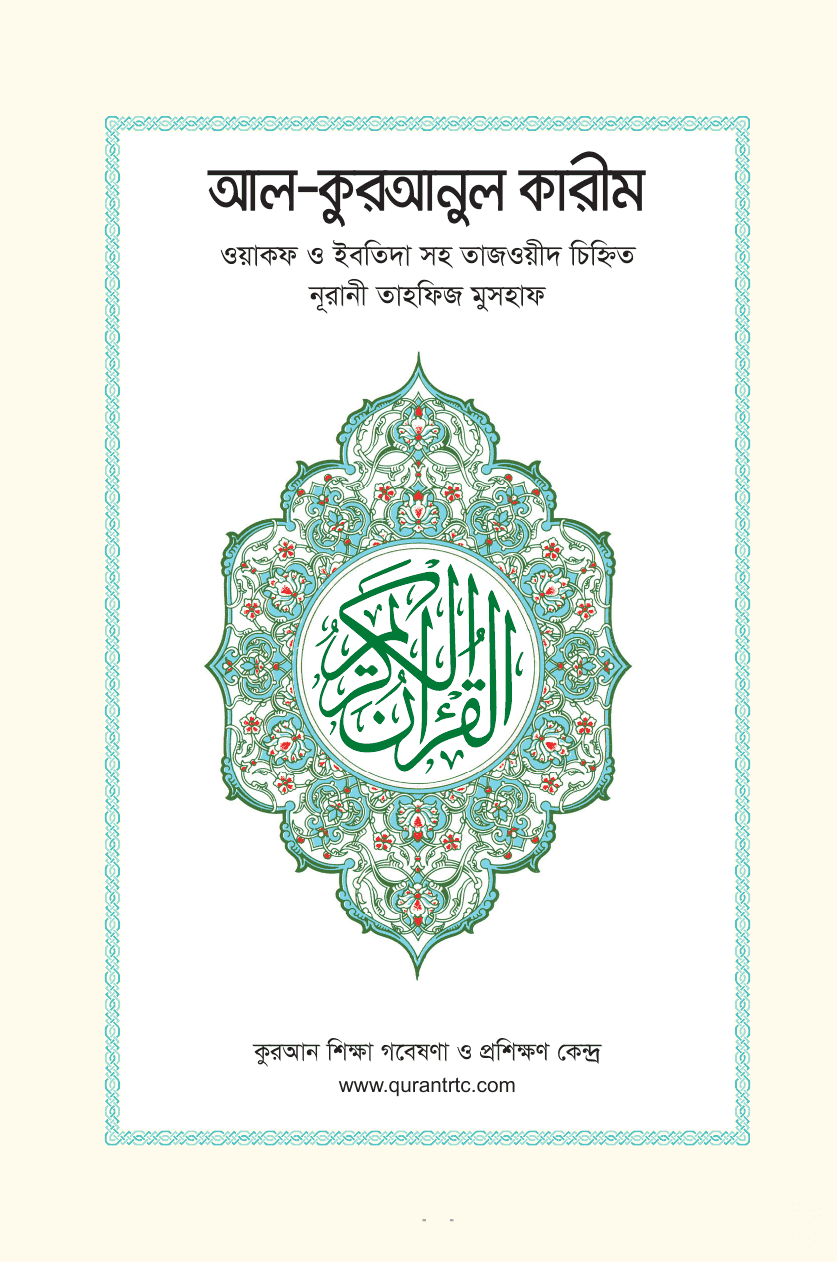 আল-কুরআনুল কারীম
ওয়াকফ ও ইবতিদা সহ তাজওয়ীদ চিহ্নিত
নূরানী তাহফিজ মুসহাফ
القرآن الكريم
কুরআন শিক্ষা গবেষণা ও প্রশিক্ষণ কেন্দ্র
www.qurantrtc.com